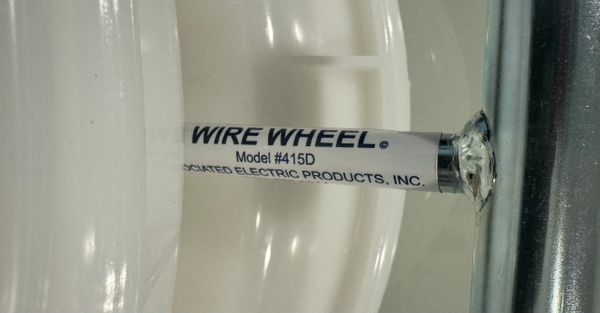 WIRE WHEEL©
Model #415D
OCIATED ELECTRIC PRODUCTS, INC.